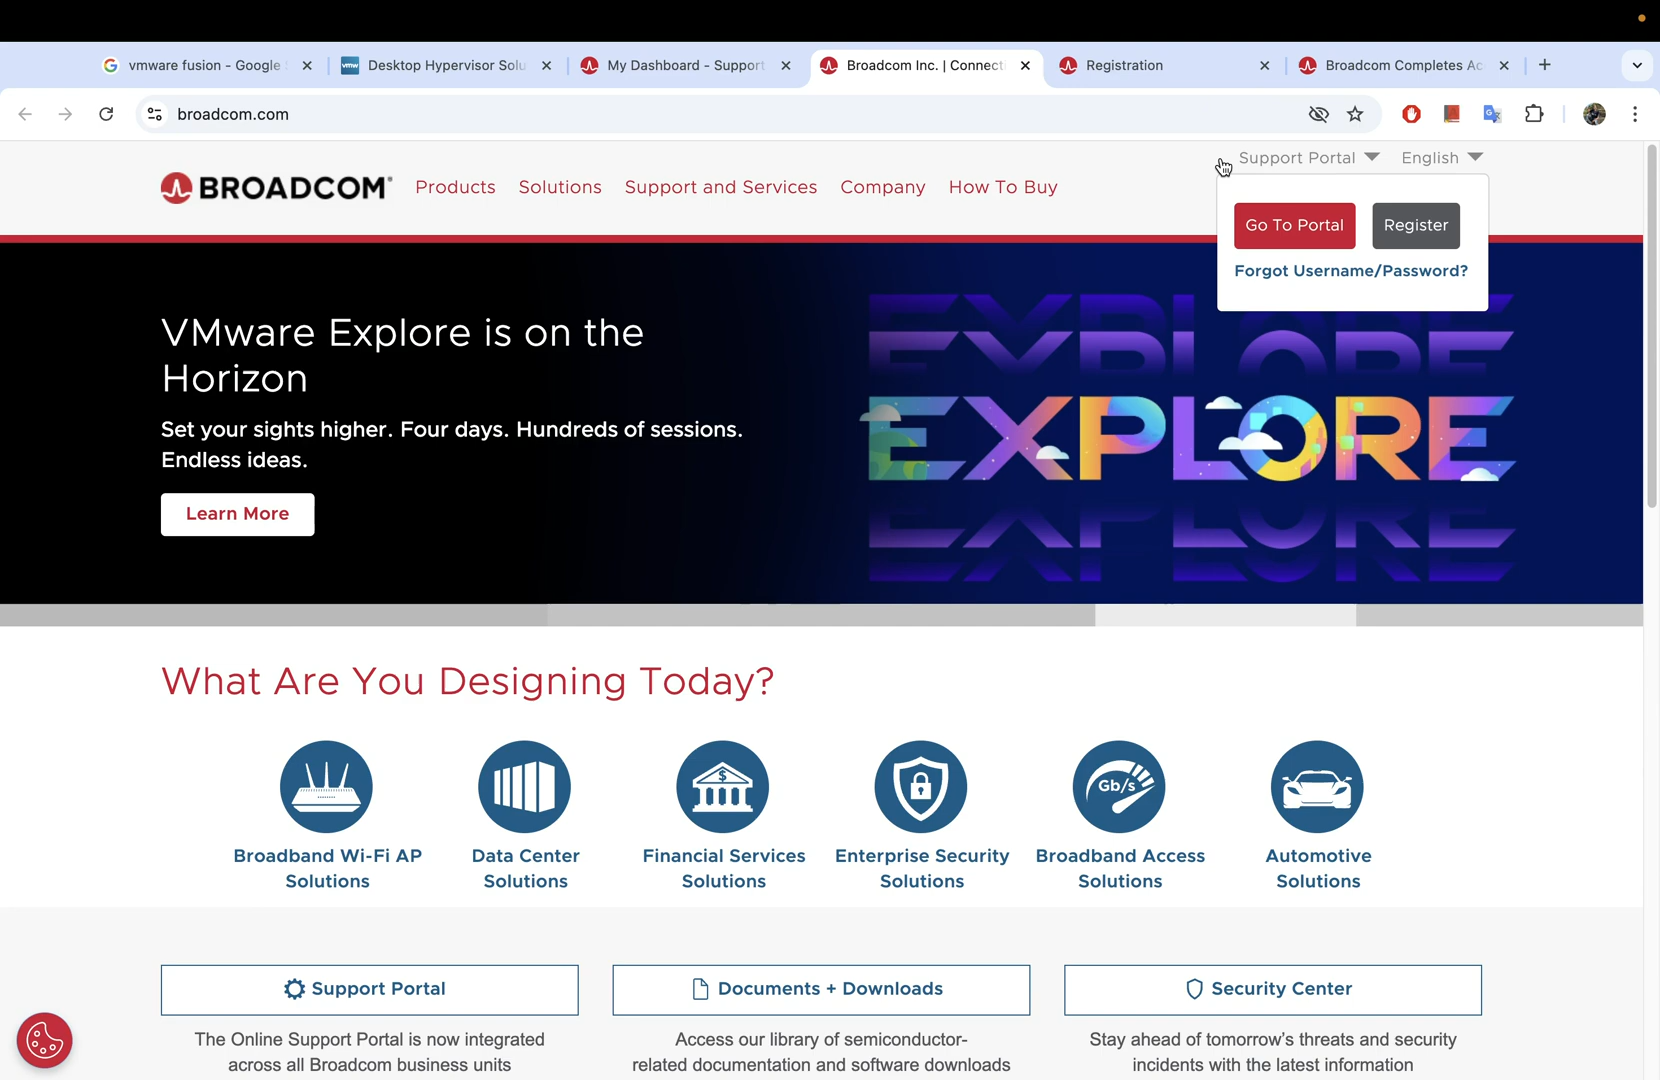 vmware fusion - Google
Desktop Hypervisor Solu
My Dashboard - Support
Broadcom Inc. | Connecti
Registration
Broadcom Completes Ac
broadcom.com
BROADCOM
Products
Solutions
Support and Services
Company
How To Buy
Support Portal
English
Go To Portal
Register
Forgot Username/Password?
VMware Explore is on the
Horizon
Set your sights higher. Four days. Hundreds of sessions.
Endless ideas.
Learn More
EXPLORE
EXPLORE
EXPLORE
What Are You Designing Today?
Gb/s
Broadband Wi-Fi AP
Solutions
Data Center
Solutions
Financial Services
Solutions
Enterprise Security
Solutions
Broadband Access
Solutions
Automotive
Solutions
Support Portal
The Online Support Portal is now integrated
across all Broadcom business units
Documents + Downloads
Access our library of semiconductor-
related documentation and software downloads
Security Center
Stay ahead of tomorrow's threats and security
incidents with the latest information